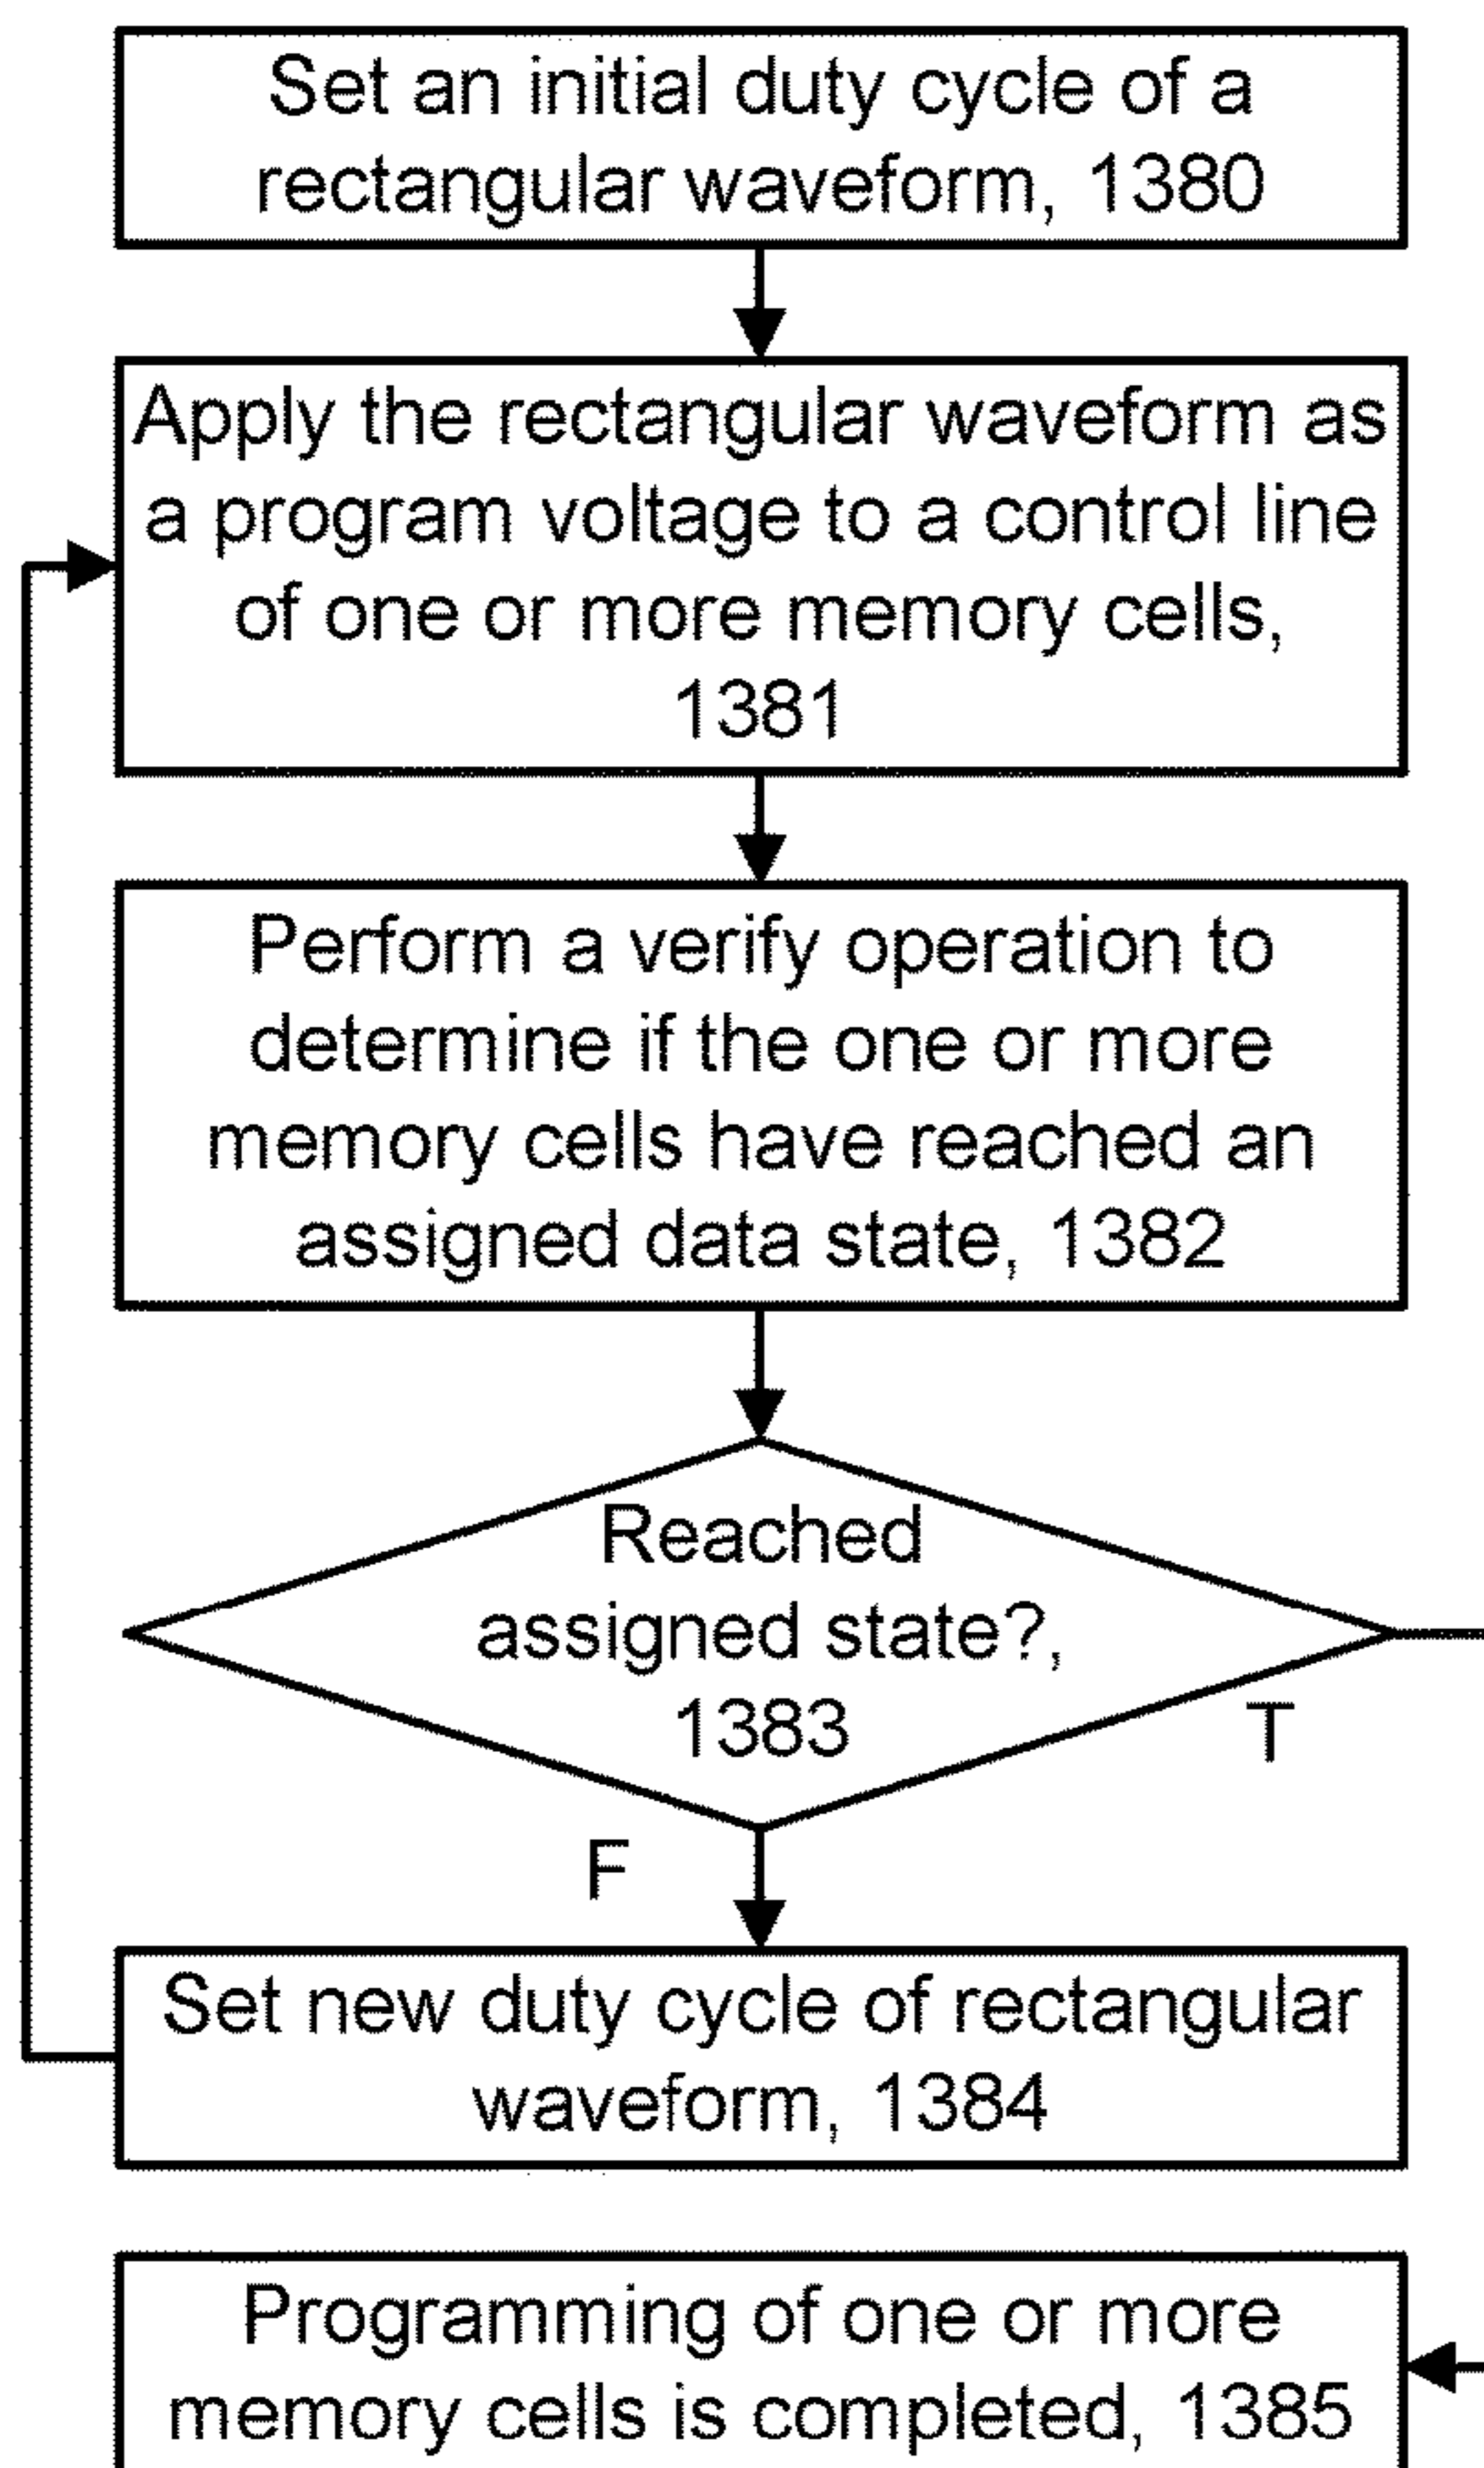 Set an initial duty cycle of a
rectangular waveform, 1380
Apply the rectangular waveform as
a program voltage to a control line
of one or more memory cells,
1381
Perform a verify operation to
determine if the one or more
memory cells have reached an
assigned data state, 1382
Reached
assigned state?,
1383
T
F
Set new duty cycle of rectangular
waveform, 1384
Programming of one or more
memory cells is completed, 1385